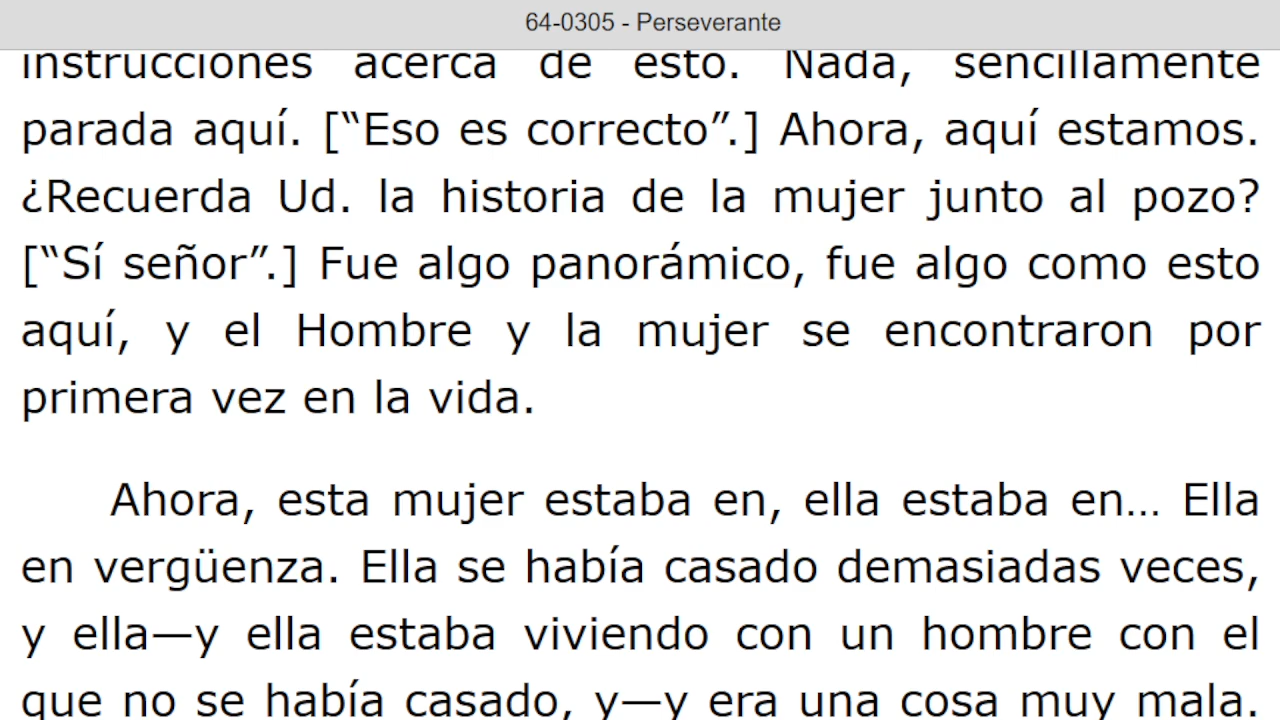 64-0305 - Perseverante
instrucciones acerca de esto. Nada, sencillamente
parada aquí. [“Eso es correcto”.] Ahora, aquí estamos.
¿Recuerda Ud. la historia de la mujer junto al pozo?
[“Sí señor”.] Fue algo panorámico, fue algo como esto
aquí, y el Hombre y la mujer se encontraron por
primera vez en la vida.
Ahora, esta mujer estaba en, ella estaba en… Ella
en vergüenza. Ella se había casado demasiadas veces,
y ella—y ella estaba viviendo con un hombre con el
que no se había casado, y—y era una cosa muy mala.